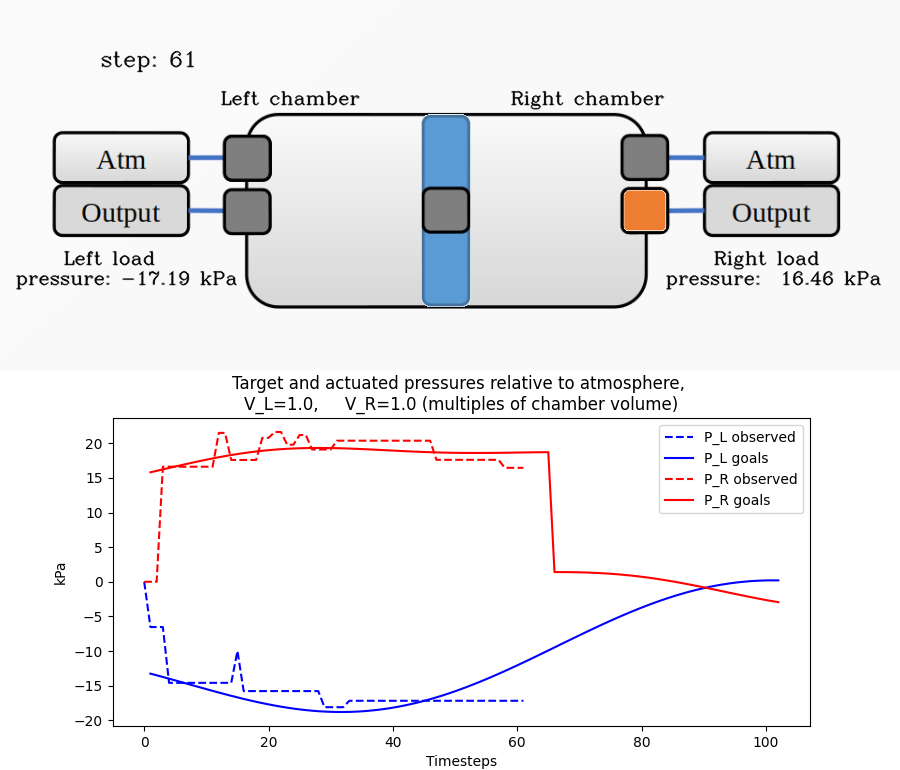 step: 61
Left chamber
Right chamber
Atm
Atm
Output
Output
Left load
pressure: −17.19 kPa
Right load
pressure: 16.46 kPa
Target and actuated pressures relative to atmosphere,
V_L=1.0, V_R=1.0 (multiples of chamber volume)
P_L observed
P_L goals
P_R observed
P_R goals
20
15
10
5
0
−5
−10
−15
−20
kPa
0
20
40
60
80
100
Timesteps